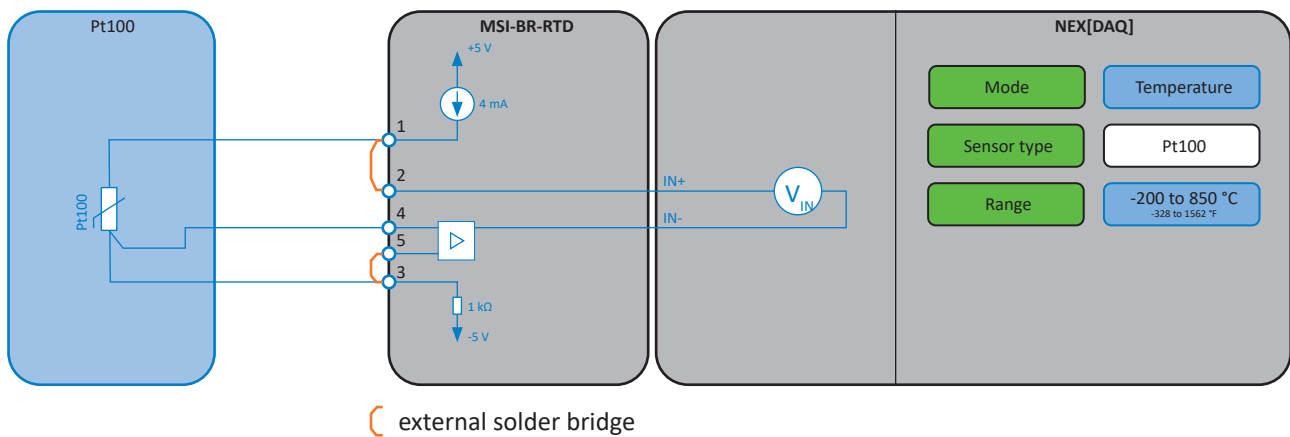 Pt100
MSI-BR-RTD
NEX[DAQ]
+5 V
4 mA
Mode
Temperature
1
Sensor type
Pt100
2
IN+
V IN
Range
-200 to 850 °C
-328 to 1562 °F
Pt100
4
IN-
5
3
1 kΩ
-5 V
external solder bridge